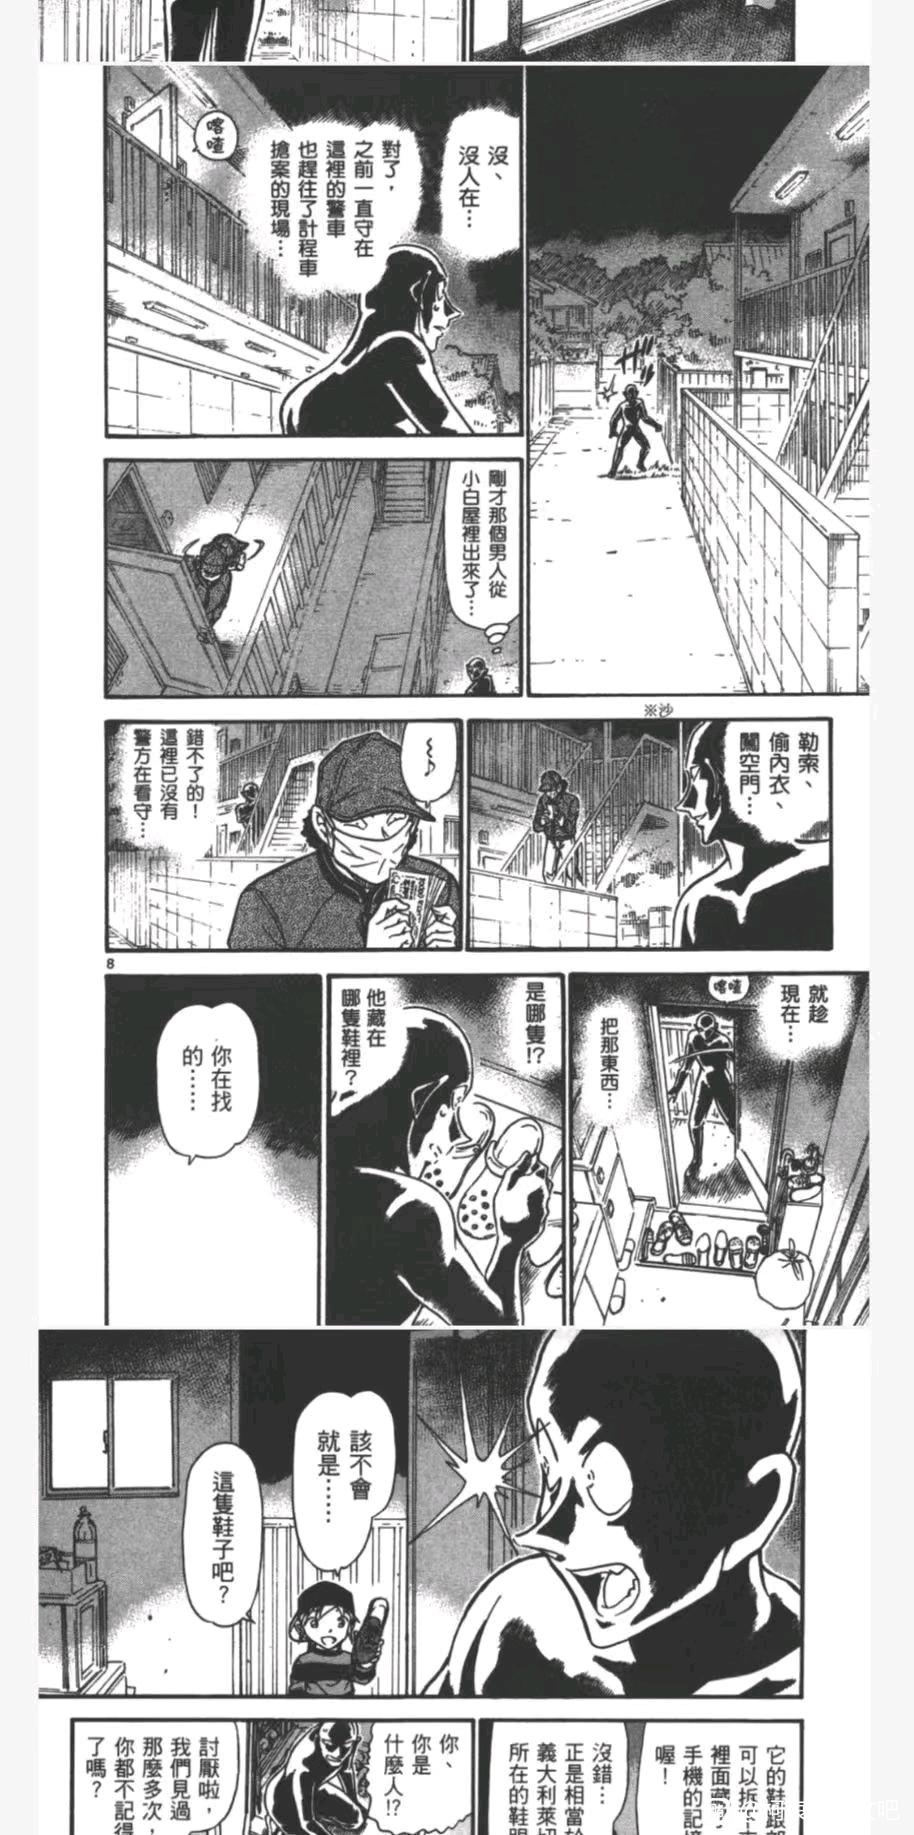 沒、
沒人在…
對了，
之前一直守在
這裡的警車
也趕往了計程車
搶案的現場…
喀喳
剛才那個男人從
小白屋裡出來了…
※沙
勒索、
偷內衣、
闖空門…
～♪
錯不了的！
這裡已沒有
警方在看守…
8
就趁
現在…
喀喳
把那東西…
是哪隻!?
他藏在
哪隻鞋裡？
你在找
的……
該不會
就是……
這隻鞋子吧？
它的鞋跟
可以拆
裡面藏
手機的記憶
喔！
沒錯…
正是相當於
義大利萊切
所在的鞋跟
你、
你是
什麼人!?
討厭啦，
我們見過
那麼多次，
你都不記得
了嗎？